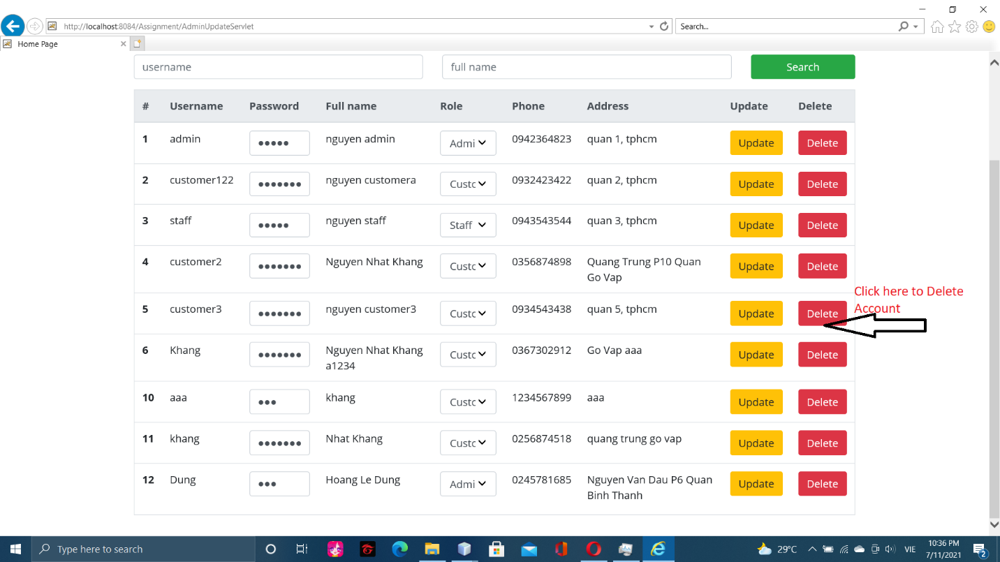 http://localhost:8084/Assignment/AdminUpdateServlet
Search...
Home Page
username full name Search
# Username Password Full name Role Phone Address Update Delete
1 admin ●●●●● nguyen admin Admi 0942364823 quan 1, tphcm Update Delete
2 customer122 ●●●●●●● nguyen customera Custc 0932423422 quan 2, tphcm Update Delete
3 staff ●●●●● nguyen staff Staff 0943543544 quan 3, tphcm Update Delete
4 customer2 ●●●●●●● Nguyen Nhat Khang Custc 0356874898 Quang Trung P10 Quan Update Delete
Go Vap
Click here to Delete
Account
5 customer3 ●●●●●●● nguyen customer3 Custc 0934543438 quan 5, tphcm Update Delete
6 Khang ●●●●●●● Nguyen Nhat Khang Custc 0367302912 Go Vap aaa Update Delete
a1234
10 aaa ●●● khang Custc 1234567899 aaa Update Delete
11 khang ●●●●●●● Nhat Khang Custc 0256874518 quang trung go vap Update Delete
12 Dung ●●● Hoang Le Dung Admi 0245781685 Nguyen Van Dau P6 Quan Update Delete
Binh Thanh
Type here to search
29°C
VIE
10:36 PM
7/11/2021
2